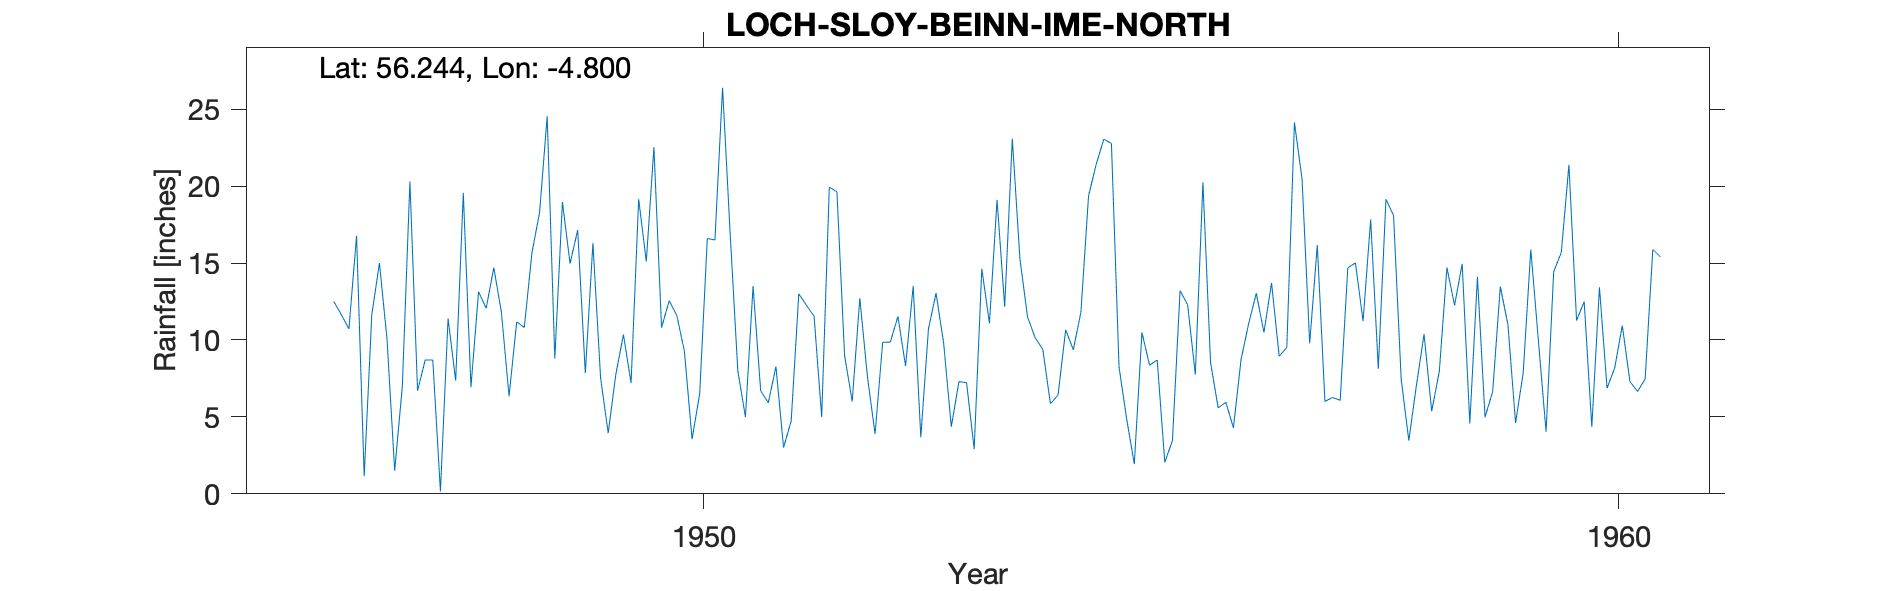 LOCH-SLOY-BEINN-IME-NORTH
Lat: 56.244, Lon: -4.800
25
20
15
10
5
0
Rainfall [inches]
1950
1960
Year